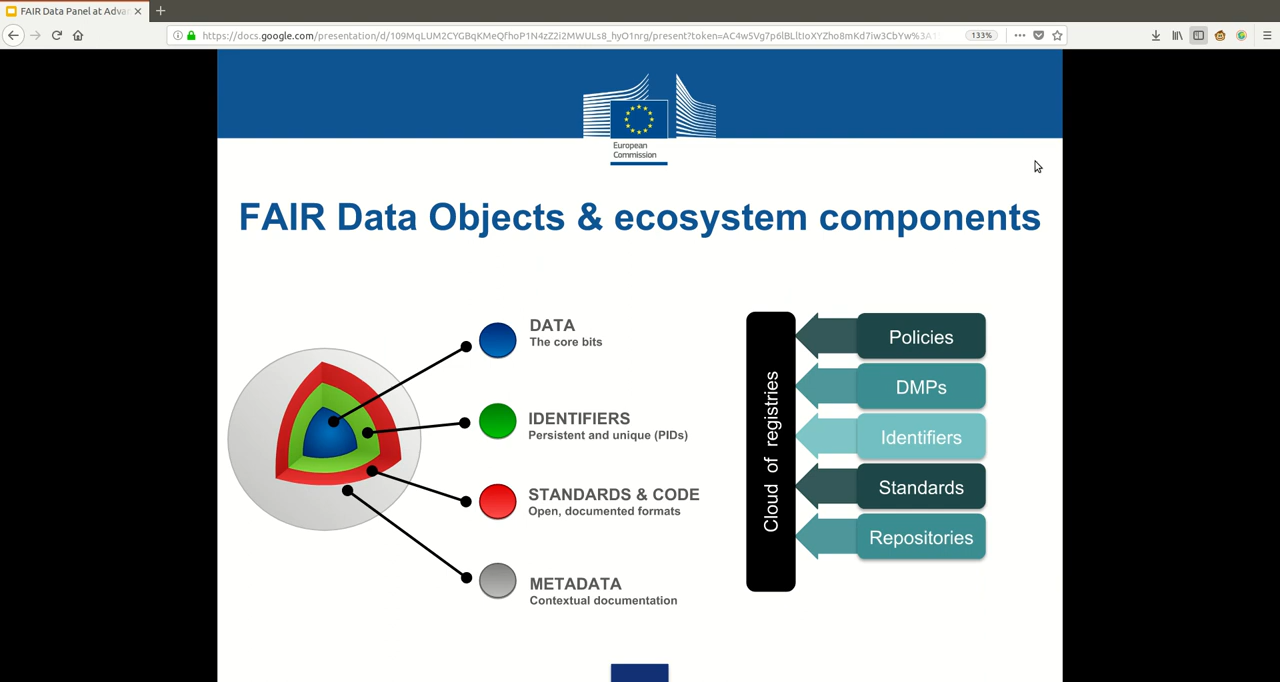 FAIR Data Panel at Adva
https://docs.google.com/presentation/d/109MqLUM2CYGBqKMeQfhoP1N4zZ2i2MWULs8_hyO1nrg/present?token=AC4w5Vg7p6lBLltIoXYZho8mKd7iw3CbYw%3A1
133%
European
Commission
FAIR Data Objects & ecosystem components
DATA
The core bits
IDENTIFIERS
Persistent and unique (PIDs)
STANDARDS & CODE
Open, documented formats
METADATA
Contextual documentation
Cloud of registries
Policies
DMPs
Identifiers
Standards
Repositories